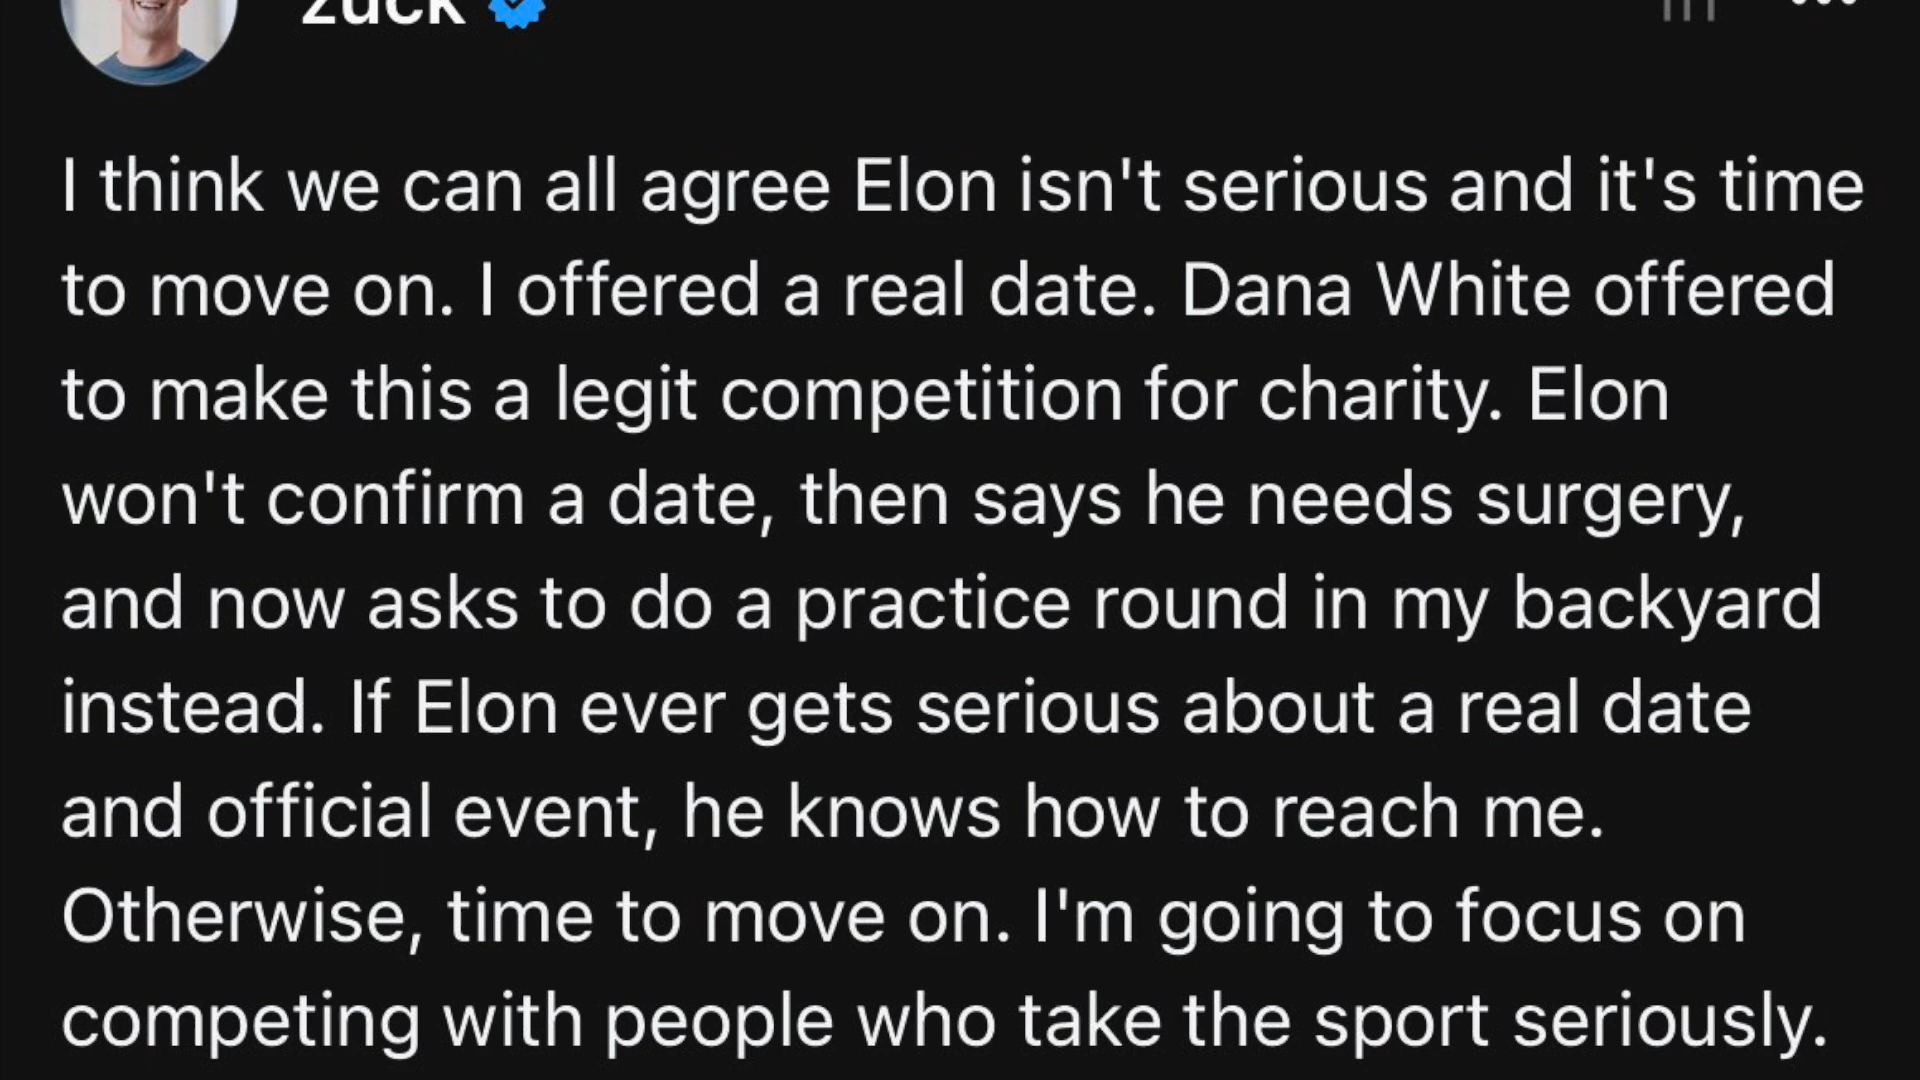 zuck
I think we can all agree Elon isn't serious and it's time
to move on. I offered a real date. Dana White offered
to make this a legit competition for charity. Elon
won't confirm a date, then says he needs surgery,
and now asks to do a practice round in my backyard
instead. If Elon ever gets serious about a real date
and official event, he knows how to reach me.
Otherwise, time to move on. I'm going to focus on
competing with people who take the sport seriously.